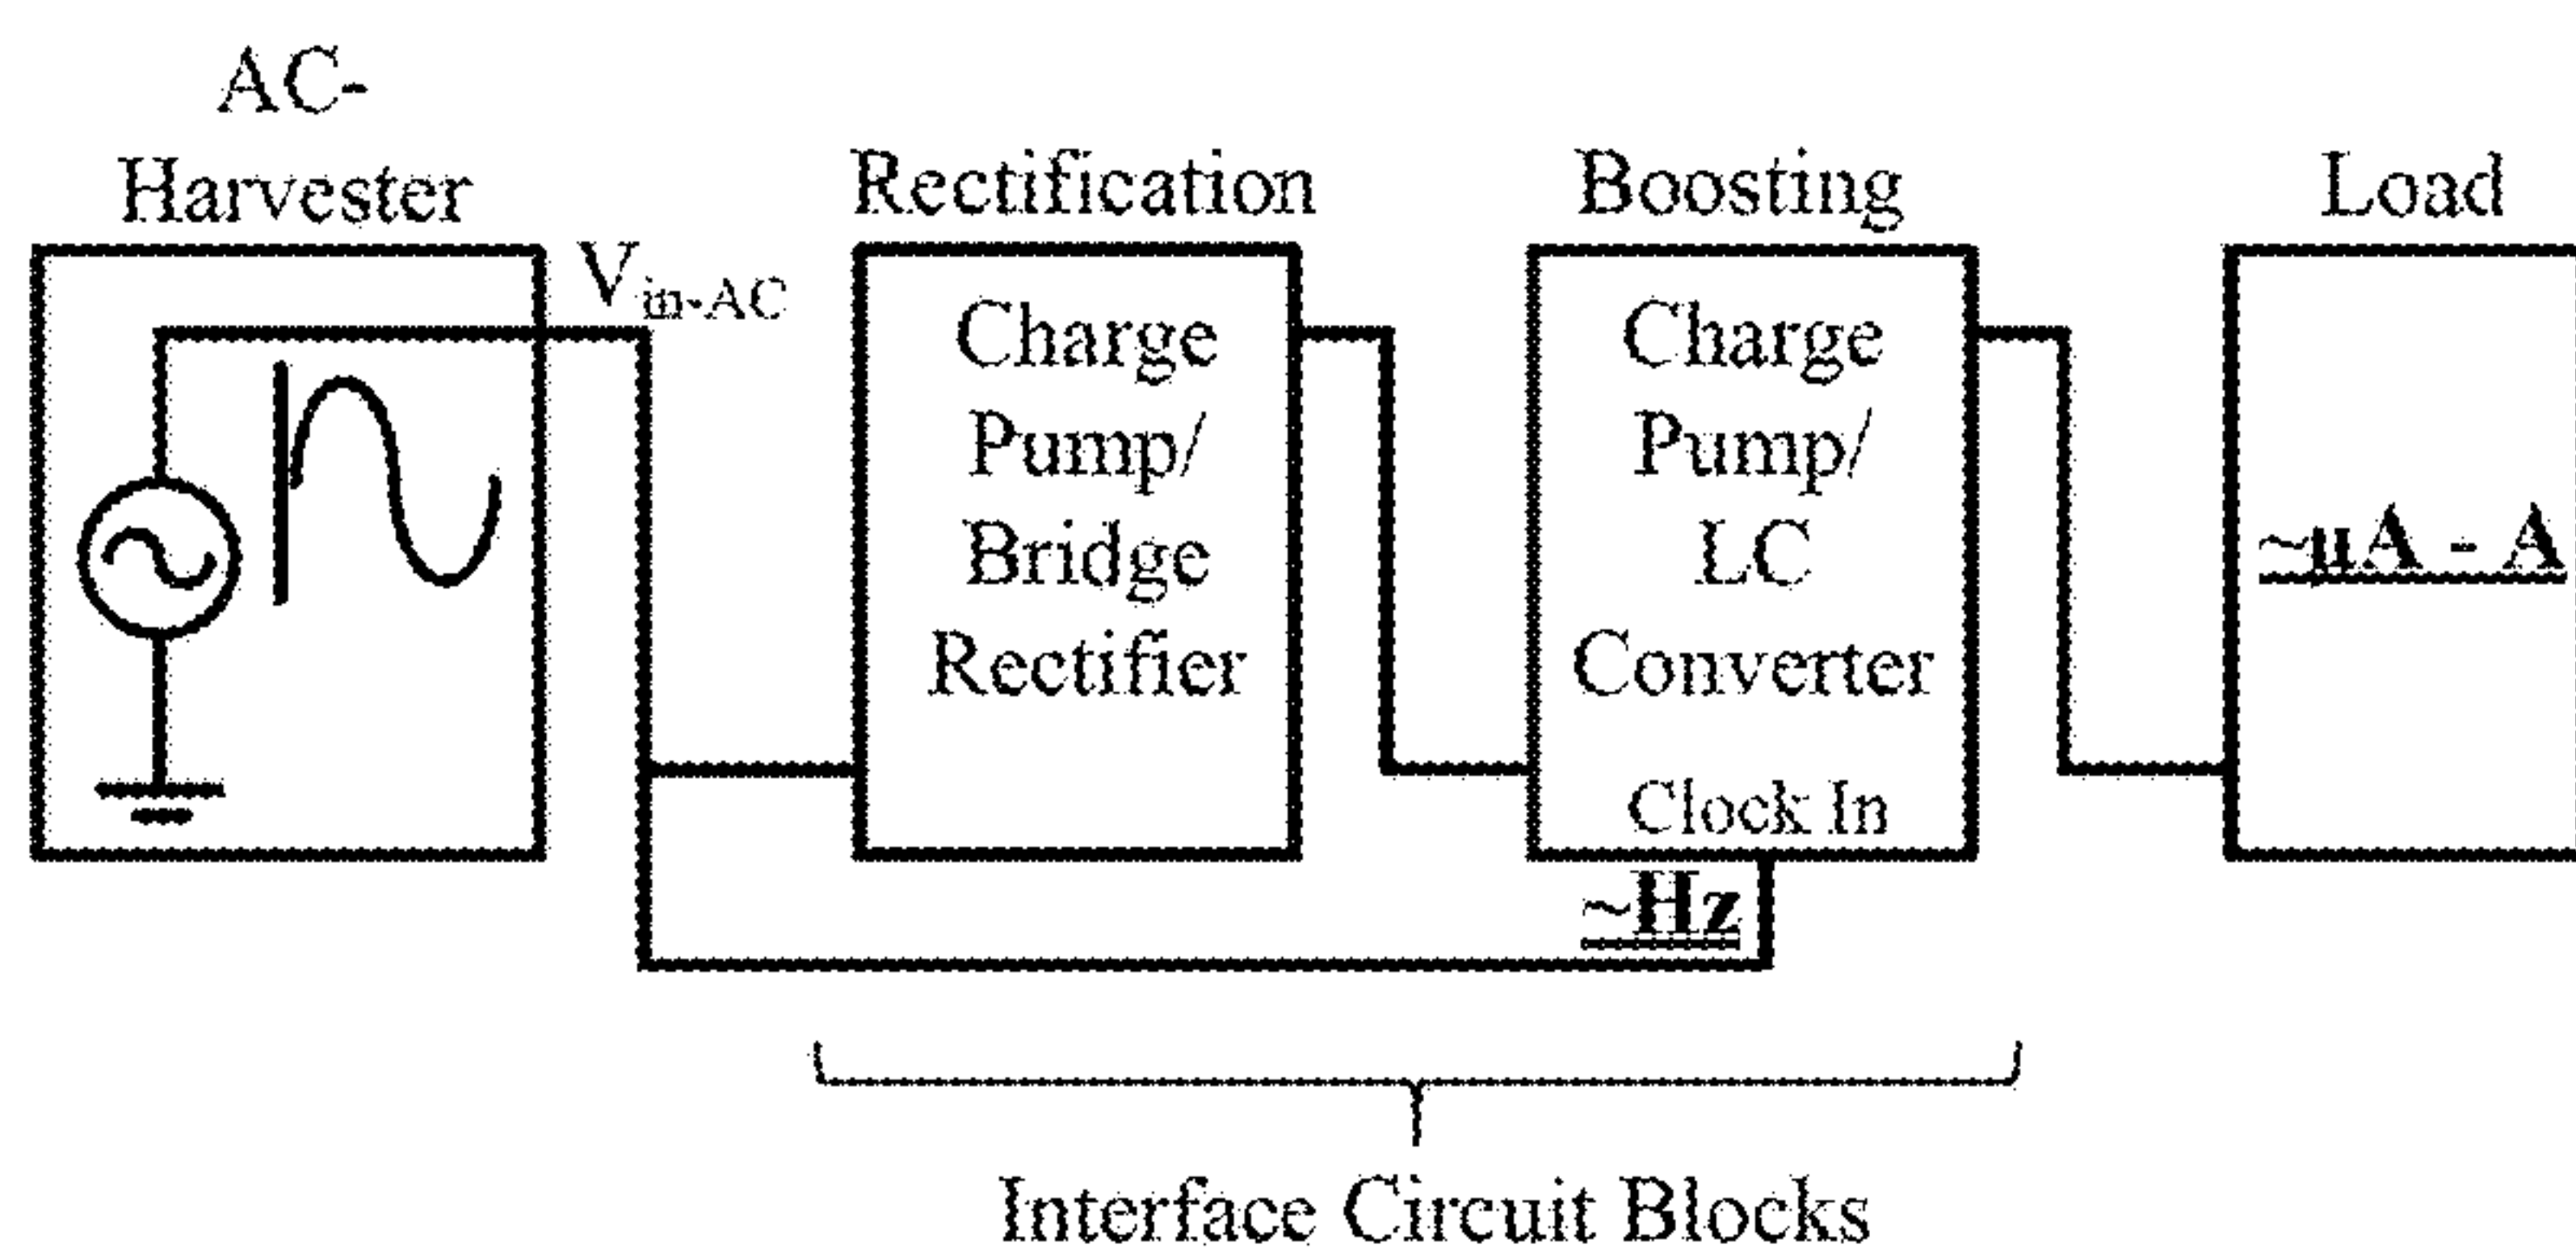 AC-
Harvester
V_in-AC
Rectification
Charge
Pump/
Bridge
Rectifier
Boosting
Charge
Pump/
LC
Converter
Clock In
~Hz
Load
~μA - A
Interface Circuit Blocks